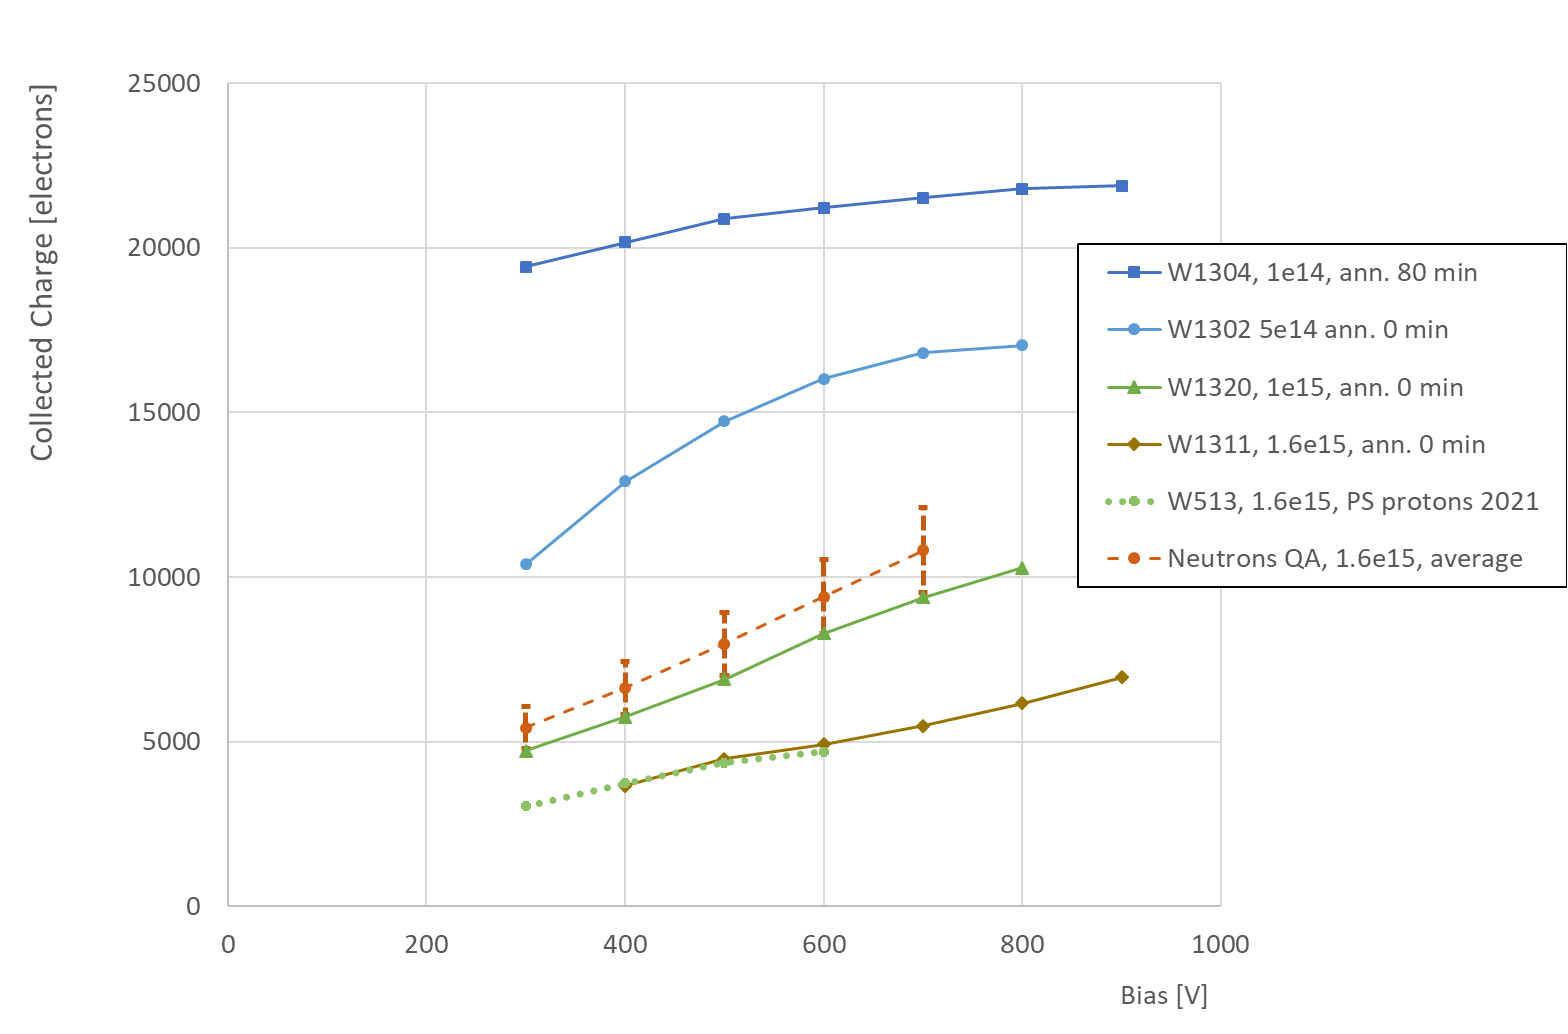 Collected Charge [electrons]
25000
20000
15000
10000
5000
0
0 200 400 600 800 1000
Bias [V]
W1304, 1e14, ann. 80 min
W1302 5e14 ann. 0 min
W1320, 1e15, ann. 0 min
W1311, 1.6e15, ann. 0 min
W513, 1.6e15, PS protons 2021
Neutrons QA, 1.6e15, average